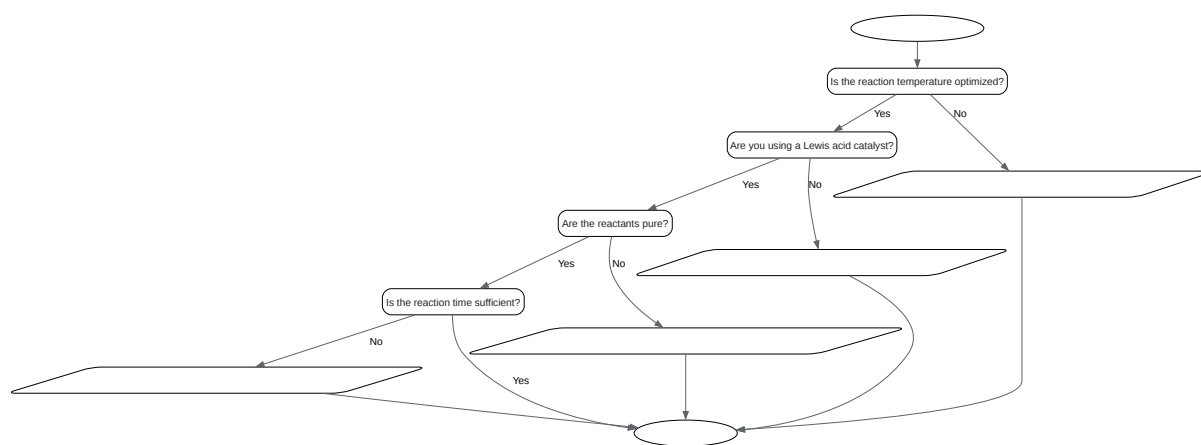 Is the reaction temperature optimized?
Yes
No
Are you using a Lewis acid catalyst?
Yes
No
Are the reactants pure?
Yes
No
Is the reaction time sufficient?
No
Yes